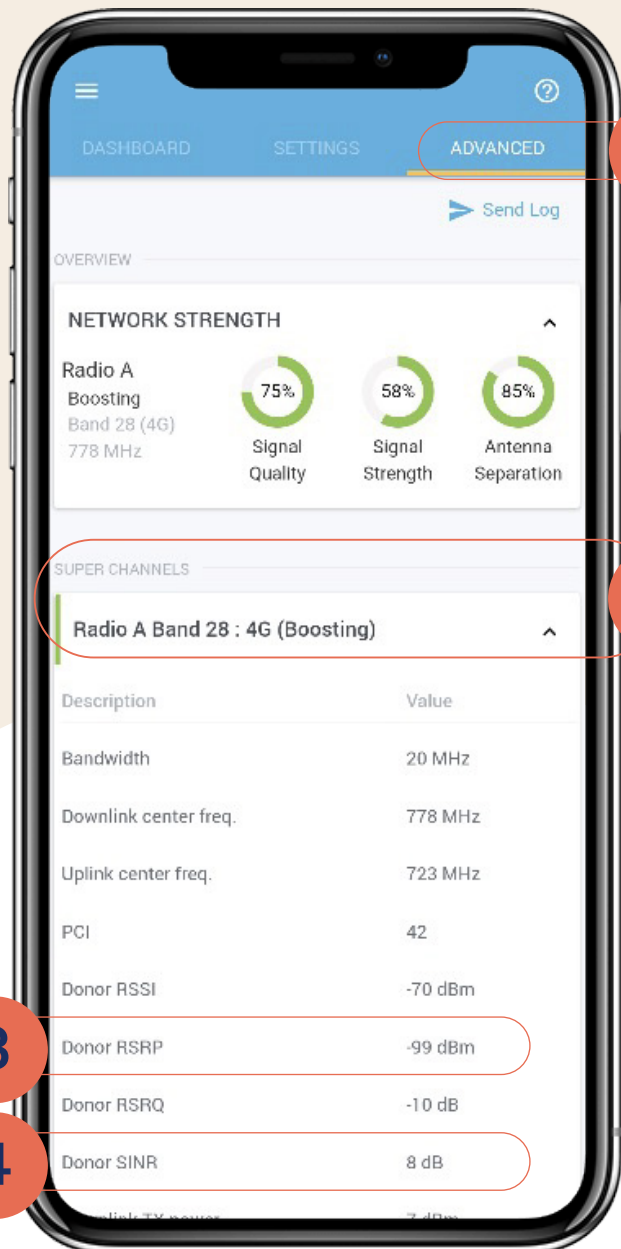 DASHBOARD SETTINGS ADVANCED
Send Log
OVERVIEW
NETWORK STRENGTH
Radio A
Boosting
Band 28 (4G)
778 MHz
75%
Signal
Quality
58%
Signal
Strength
85%
Antenna
Separation
SUPER CHANNELS
Radio A Band 28 : 4G (Boosting)
Description Value
Bandwidth 20 MHz
Downlink center freq. 778 MHz
Uplink center freq. 723 MHz
PCI 42
Donor RSSI -70 dBm
3 Donor RSRP -99 dBm
Donor RSRQ -10 dB
4 Donor SINR 8 dB